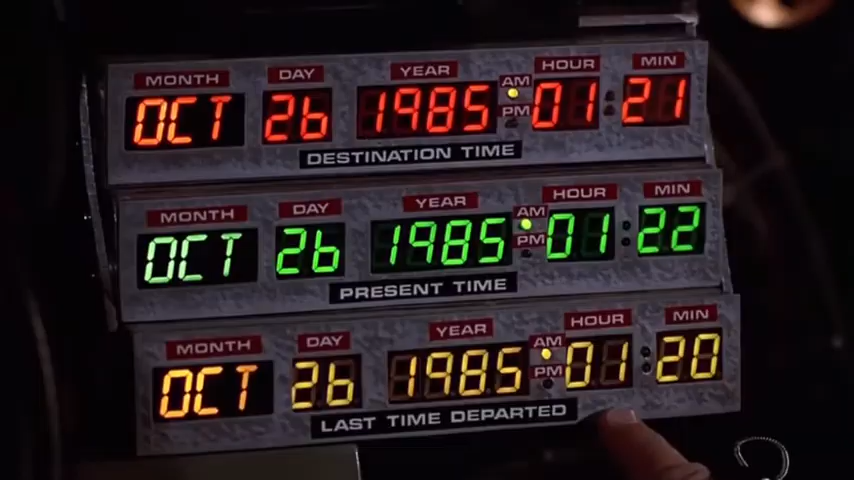 MONTH DAY YEAR AM HOUR MIN
OCT 26 1985 PM 01 : 21
DESTINATION TIME
MONTH DAY YEAR AM HOUR MIN
OCT 26 1985 PM 01 : 22
PRESENT TIME
MONTH DAY YEAR AM HOUR MIN
OCT 26 1985 PM 01 : 20
LAST TIME DEPARTED